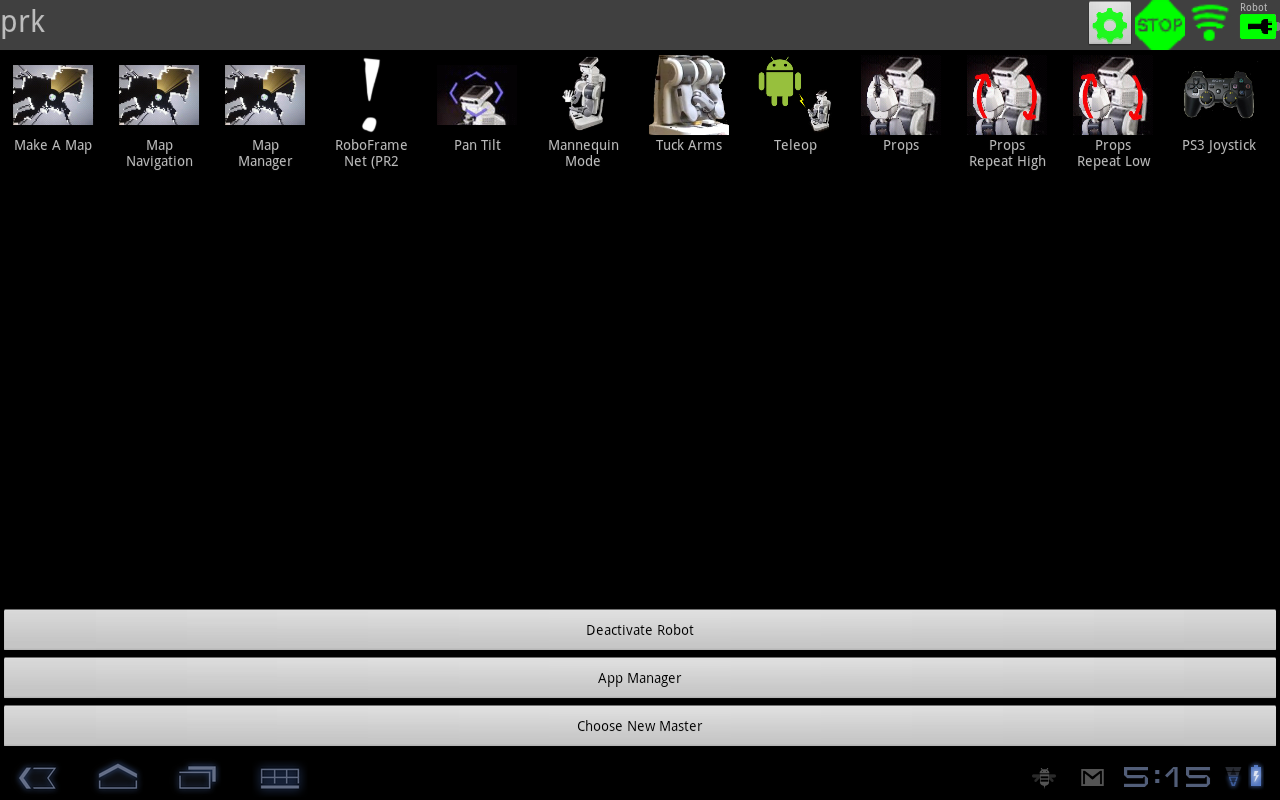 prk
STOP
Robot
Make A Map
Map
Navigation
Map
Manager
RoboFrame
Net (PR2
Pan Tilt
Mannequin
Mode
Tuck Arms
Teleop
Props
Props
Repeat High
Props
Repeat Low
PS3 Joystick
Deactivate Robot
App Manager
Choose New Master
5:15